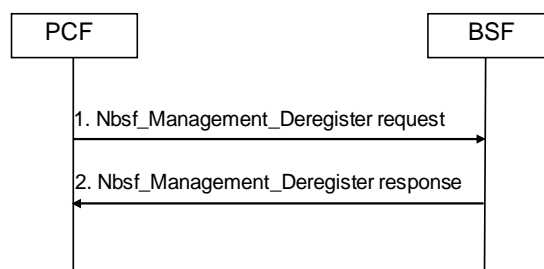 PCF
BSF
1. Nbsf_Management_Deregister request
2. Nbsf_Management_Deregister response